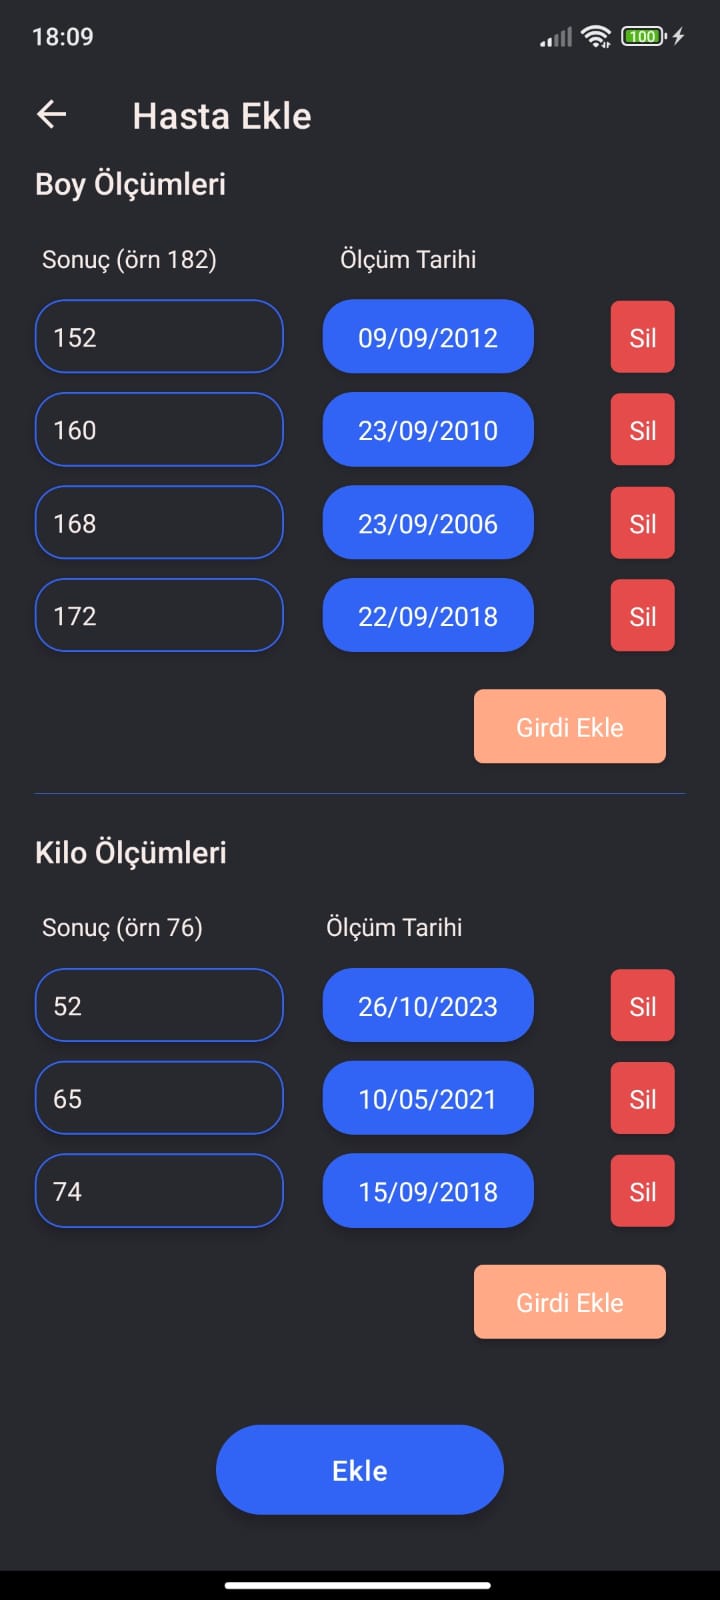 18:09
100
Hasta Ekle
Boy Ölçümleri
Sonuç (örn 182) Ölçüm Tarihi
152 09/09/2012 Sil
160 23/09/2010 Sil
168 23/09/2006 Sil
172 22/09/2018 Sil
Girdi Ekle
Kilo Ölçümleri
Sonuç (örn 76) Ölçüm Tarihi
52 26/10/2023 Sil
65 10/05/2021 Sil
74 15/09/2018 Sil
Girdi Ekle
Ekle